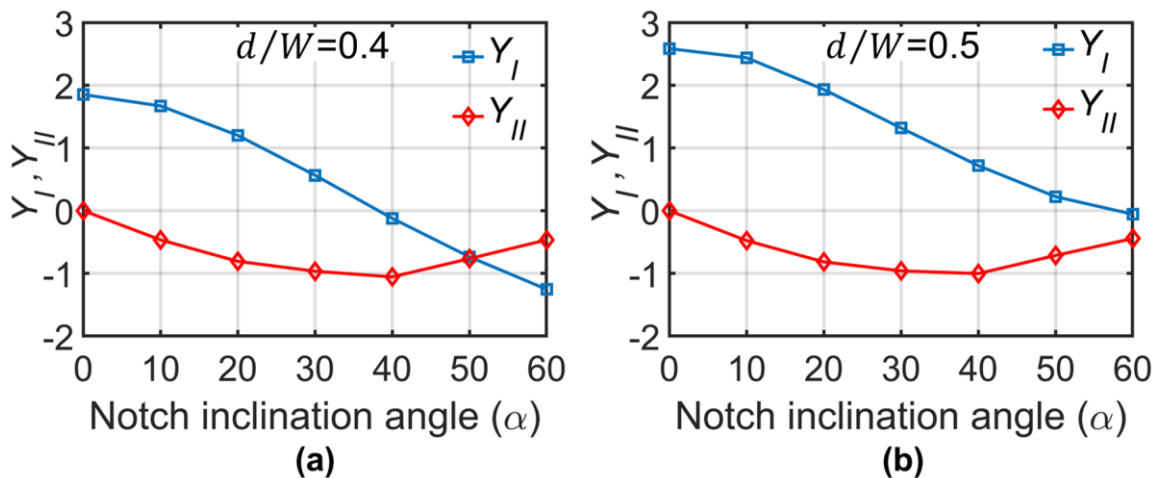 d/W=0.4
Y_I
Y_II
Y_I, Y_II
3
2
1
0
-1
-2
0 10 20 30 40 50 60
Notch inclination angle (α)
(a)
d/W=0.5
Y_I
Y_II
Y_I, Y_II
3
2
1
0
-1
-2
0 10 20 30 40 50 60
Notch inclination angle (α)
(b)